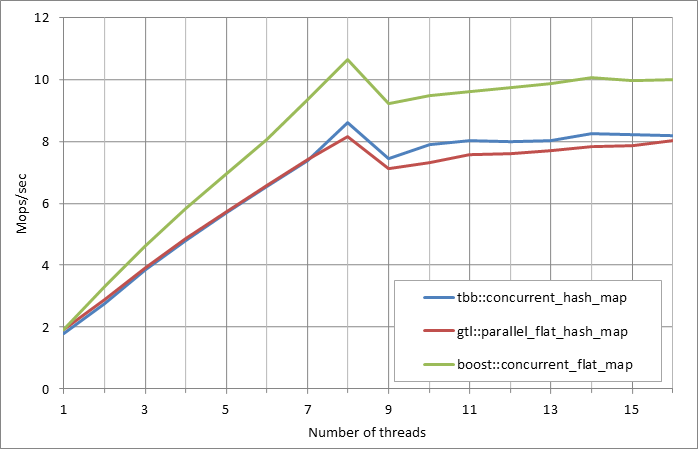 12
10
8
6
4
2
0
Mops/sec
tbb::concurrent_hash_map
gtl::parallel_flat_hash_map
boost::concurrent_flat_map
1 3 5 7 9 11 13 15
Number of threads